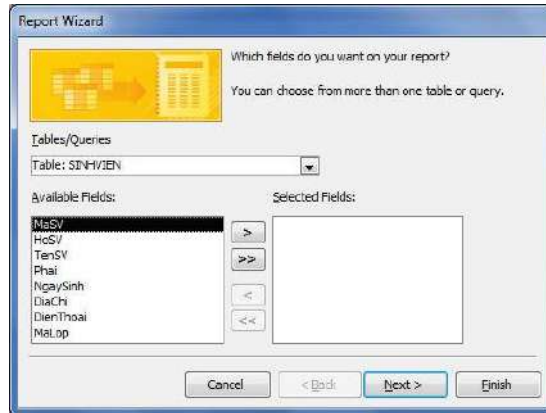 Report Wizard
Which fields do you want on your report?
You can choose from more than one table or query.
Tables/Queries
Table: SINHVIEN
Available Fields:
Selected Fields:
MaSV
HoSV
TenSV
Phai
NgaySinh
DiaChi
DienThoai
MaLop
>
>>
<
<<
Cancel
< Back
Next >
Finish